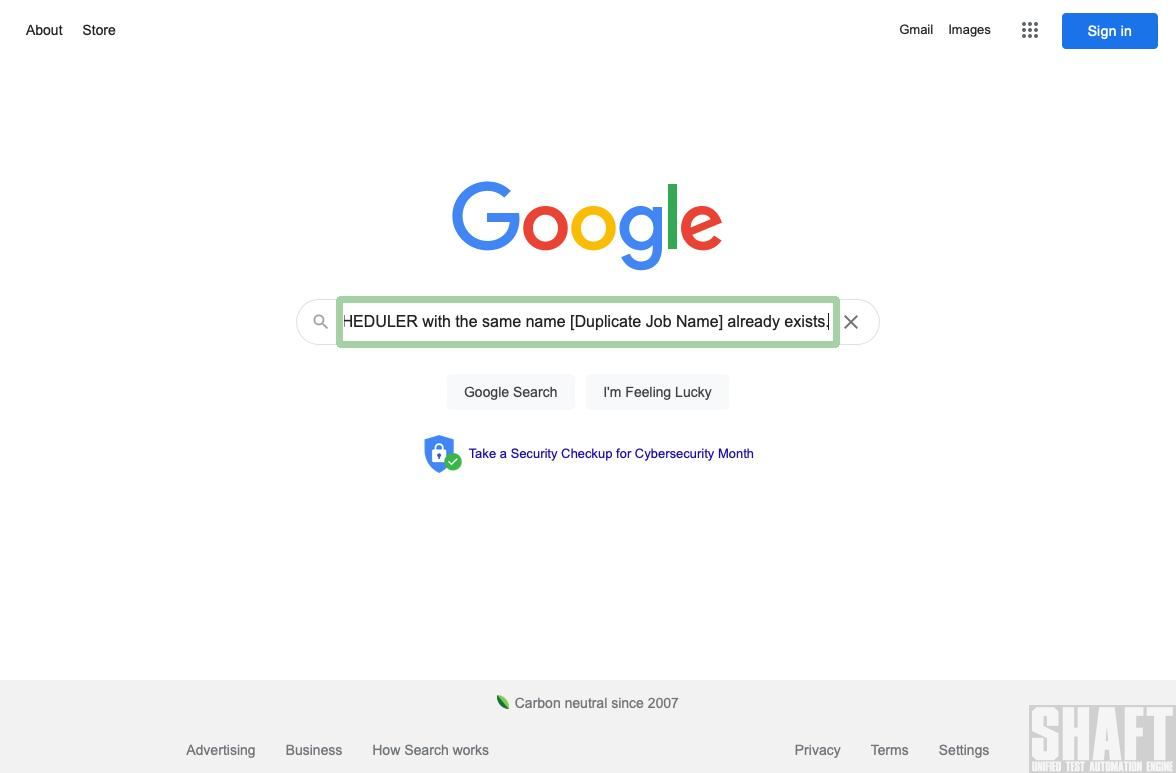 About Store
Gmail Images
Sign in
Google
HEDULER with the same name [Duplicate Job Name] already exists.
Google Search
I'm Feeling Lucky
Take a Security Checkup for Cybersecurity Month
Carbon neutral since 2007
Advertising Business How Search works
Privacy Terms Settings
SHAFT
UNIFIED TEST AUTOMATION ENGINE